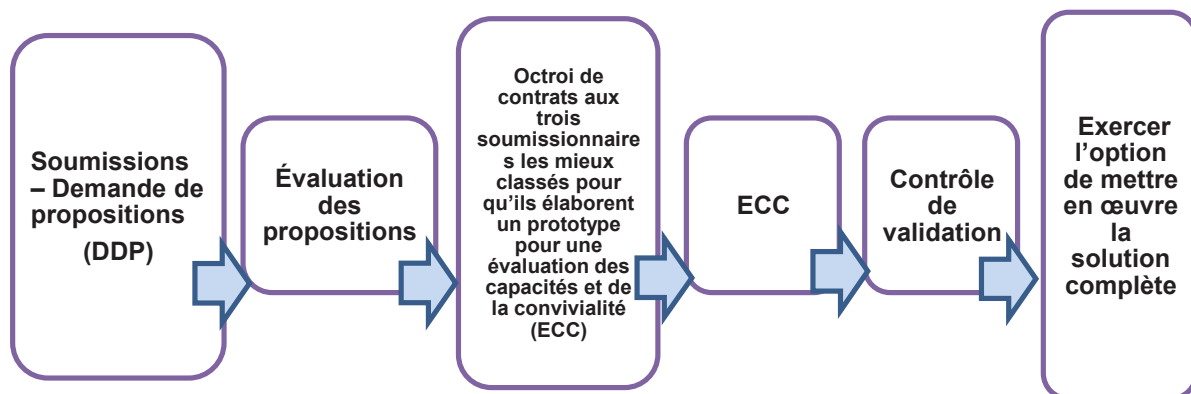 Soumissions
– Demande de
propositions
(DDP)
Évaluation
des
propositions
Octroi de
contrats aux
trois
soumissionnaire
s les mieux
classés pour
qu'ils élaborent
un prototype
pour une
évaluation des
capacités et de
la convivialité
(ECC)
ECC
Contrôle
de
validation
Exercer
l'option
de mettre
en œuvre
la
solution
complète